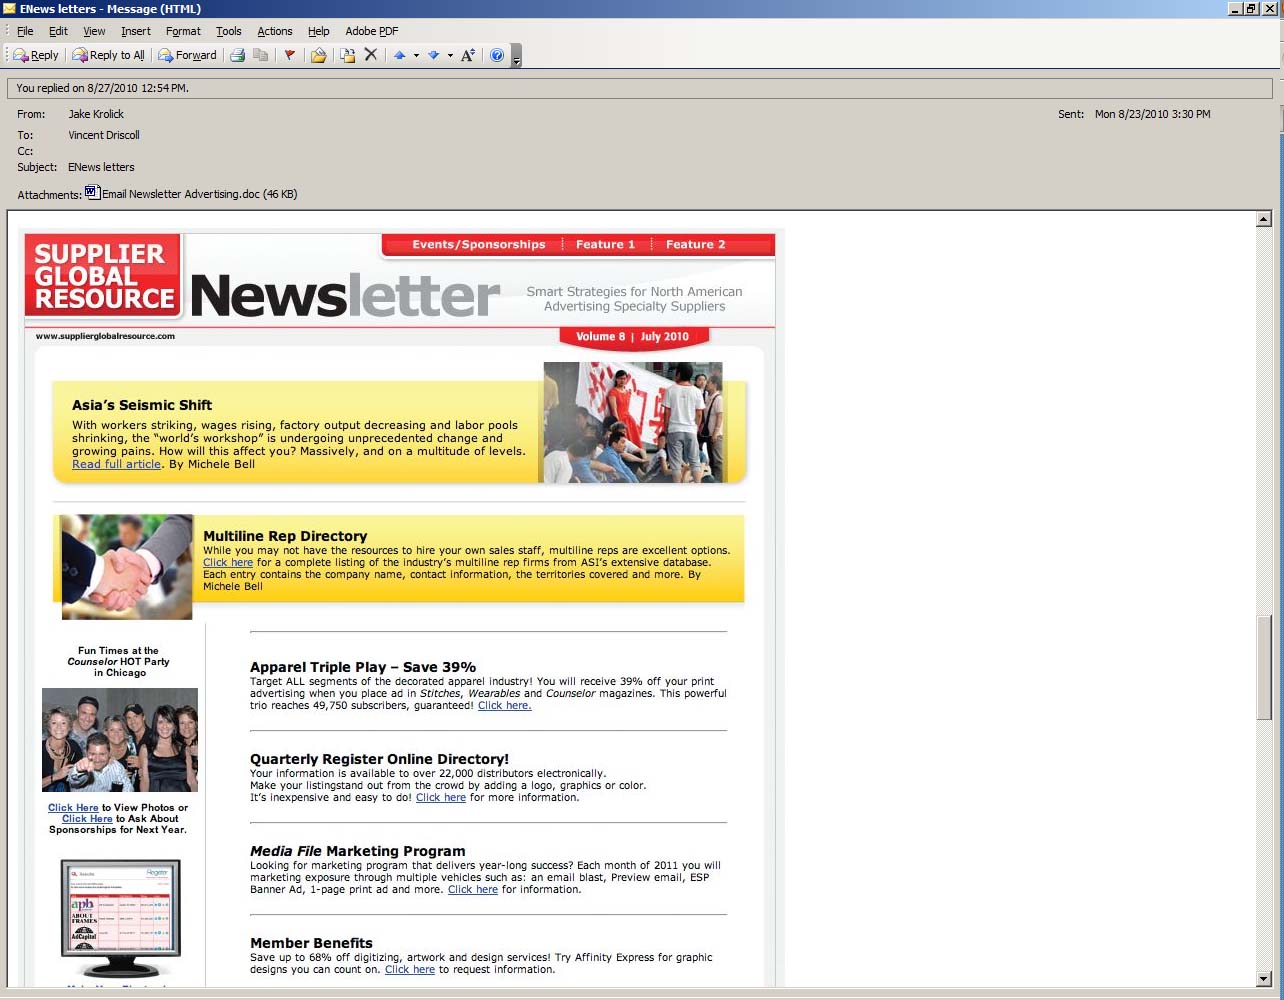 ENews letters - Message (HTML)
File Edit View Insert Format Tools Actions Help Adobe PDF
Reply Reply to All Forward
You replied on 8/27/2010 12:54 PM.
From: Jake Krolick Sent: Mon 8/23/2010 3:30 PM
To: Vincent Driscoll
Cc:
Subject: ENews letters
Attachments: Email Newsletter Advertising.doc (46 KB)
Events/Sponsorships Feature 1 Feature 2
SUPPLIER
GLOBAL
RESOURCE
Newsletter
Smart Strategies for North American
Advertising Specialty Suppliers
www.supplierglobalresource.com
Volume 8 | July 2010
Asia's Seismic Shift
With workers striking, wages rising, factory output decreasing and labor pools
shrinking, the “world's workshop” is undergoing unprecedented change and
growing pains. How will this affect you? Massively, and on a multitude of levels.
Read full article. By Michele Bell
Multiline Rep Directory
While you may not have the resources to hire your own sales staff, multiline reps are excellent options.
Click here for a complete listing of the industry's multiline rep firms from ASI's extensive database.
Each entry contains the company name, contact information, the territories covered and more. By
Michele Bell
Fun Times at the
Counselor HOT Party
in Chicago
Click Here to View Photos or
Click Here to Ask About
Sponsorships for Next Year.
Register
apb
ABOUT
FRAMES
AdCapitol
Apparel Triple Play – Save 39%
Target ALL segments of the decorated apparel industry! You will receive 39% off your print
advertising when you place ad in Stitches, Wearables and Counselor magazines. This powerful
trio reaches 49,750 subscribers, guaranteed! Click here.
Quarterly Register Online Directory!
Your information is available to over 22,000 distributors electronically.
Make your listingstand out from the crowd by adding a logo, graphics or color.
It's inexpensive and easy to do! Click here for more information.
Media File Marketing Program
Looking for marketing program that delivers year-long success? Each month of 2011 you will
marketing exposure through multiple vehicles such as: an email blast, Preview email, ESP
Banner Ad, 1-page print ad and more. Click here for information.
Member Benefits
Save up to 68% off digitizing, artwork and design services! Try Affinity Express for graphic
designs you can count on. Click here to request information.